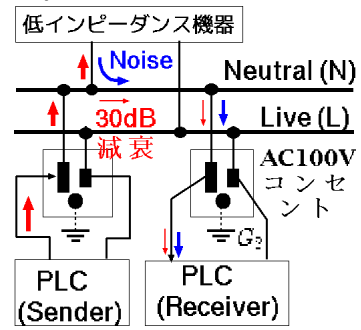 低インピーダンス機器
Noise
Neutral (N)
30dB
減衰
Live (L)
AC100V
コンセ
ント
G2
PLC
(Sender)
PLC
(Receiver)